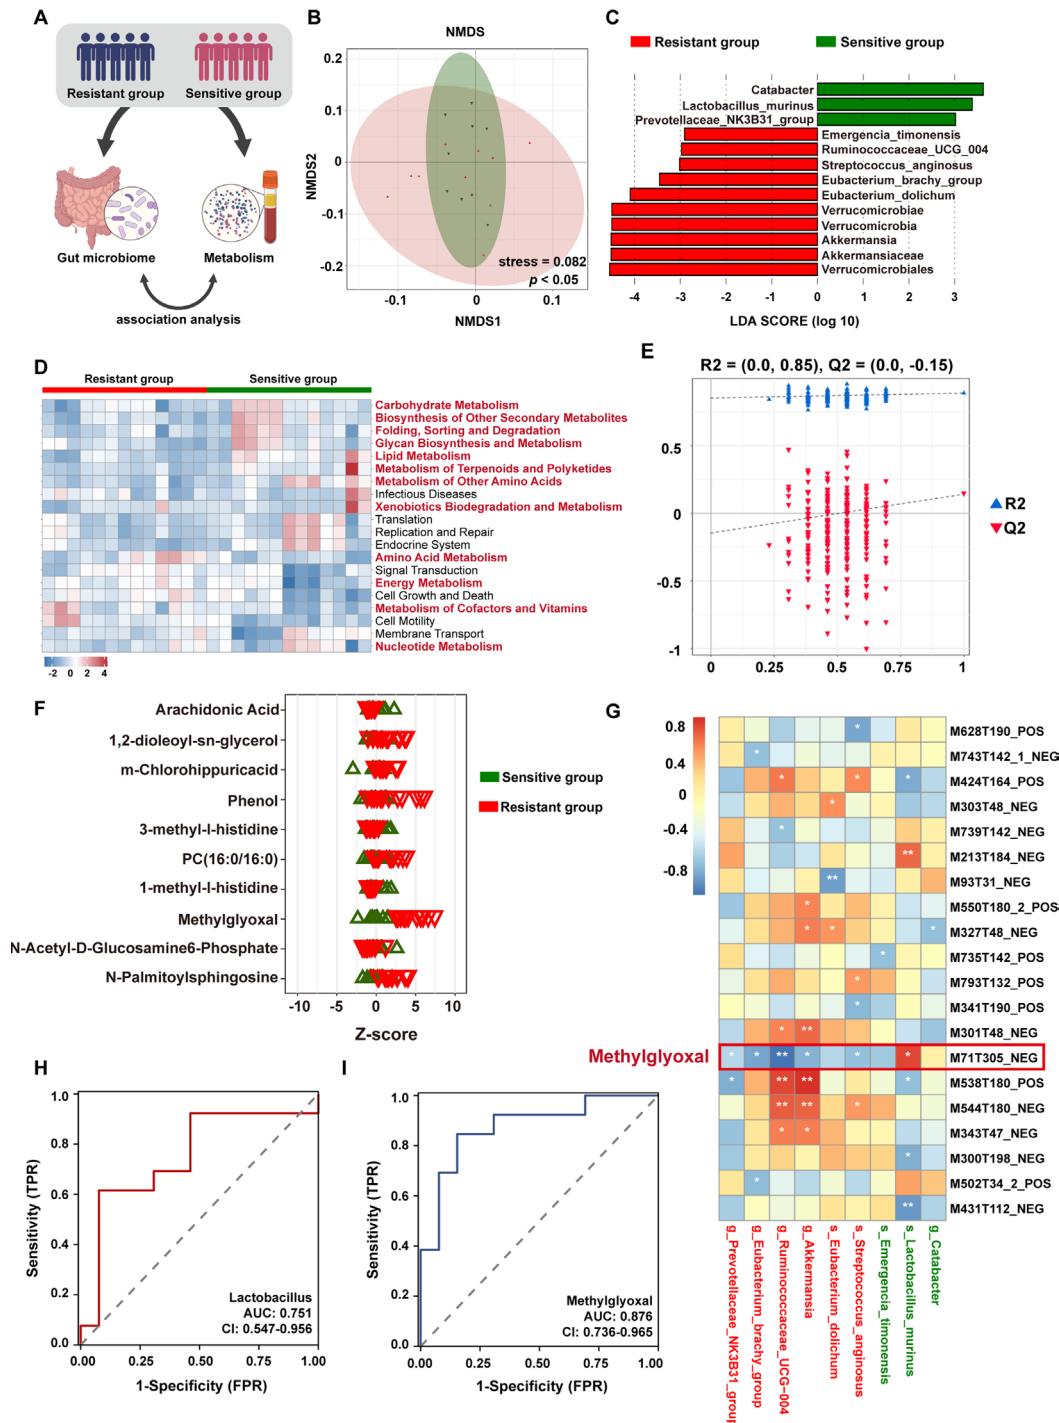 A
Resistant group
Sensitive group
Gut microbiome
Metabolism
association analysis
B
NMDS
0.2
0.1
0
-0.1
-0.2
NMDS2
stress = 0.082
p < 0.05
-0.1
0
0.1
NMDS1
C
Resistant group
Sensitive group
Catabacter
Lactobacillus_murinus
Prevotellaceae_NK3B31_group
Emergencia_timonensis
Ruminococcaceae_UCG_004
Streptococcus_anginosus
Eubacterium_brachy_group
Eubacterium_dolichum
Verrucomicrobiae
Verrucomicrobia
Akkermansia
Akkermansiaceae
Verrucomicrobiales
-4 -3 -2 -1 0 1 2 3
LDA SCORE (log 10)
D
Resistant group
Sensitive group
Carbohydrate Metabolism
Biosynthesis of Other Secondary Metabolites
Folding, Sorting and Degradation
Glycan Biosynthesis and Metabolism
Lipid Metabolism
Metabolism of Terpenoids and Polyketides
Metabolism of Other Amino Acids
Infectious Diseases
Xenobiotics Biodegradation and Metabolism
Translation
Replication and Repair
Endocrine System
Amino Acid Metabolism
Signal Transduction
Energy Metabolism
Cell Growth and Death
Metabolism of Cofactors and Vitamins
Cell Motility
Membrane Transport
Nucleotide Metabolism
-2 0 2 4
E
R2 = (0.0, 0.85), Q2 = (0.0, -0.15)
0.5
0
-0.5
-1
0 0.25 0.5 0.75 1
R2
Q2
F
Arachidonic Acid
1,2-dioleoyl-sn-glycerol
m-Chlorohippuricacid
Phenol
3-methyl-l-histidine
PC(16:0/16:0)
1-methyl-l-histidine
Methylglyoxal
N-Acetyl-D-Glucosamine6-Phosphate
N-Palmitoylsphingosine
-10 -5 0 5 10
Z-score
Sensitive group
Resistant group
G
0.8
0.4
0
-0.4
-0.8
M628T190_POS
M743T142_1_NEG
M424T164_POS
M303T48_NEG
M739T142_NEG
M213T184_NEG
M93T31_NEG
M550T180_2_POS
M327T48_NEG
M735T142_POS
M793T132_POS
M341T190_POS
M301T48_NEG
Methylglyoxal
M71T305_NEG
M538T180_POS
M544T180_NEG
M343T47_NEG
M300T198_NEG
M502T34_2_POS
M431T112_NEG
g_Prevotellaceae_NK3B31_group
g_Eubacterium_brachy_group
g_Ruminococcaceae_UCG-004
g_Akkermansia
s_Eubacterium_dolichum
s_Streptococcus_anginosus
s_Emergencia_timonensis
s_Lactobacillus_murinus
g_Catabacter
H
1.0
0.8
0.6
0.4
0.2
0.0
Sensitivity (TPR)
Lactobacillus
AUC: 0.751
CI: 0.547-0.956
0.00 0.25 0.50 0.75 1.00
1-Specificity (FPR)
I
1.0
0.8
0.6
0.4
0.2
0.0
Sensitivity (TPR)
Methylglyoxal
AUC: 0.876
CI: 0.736-0.965
0.00 0.25 0.50 0.75 1.00
1-Specificity (FPR)